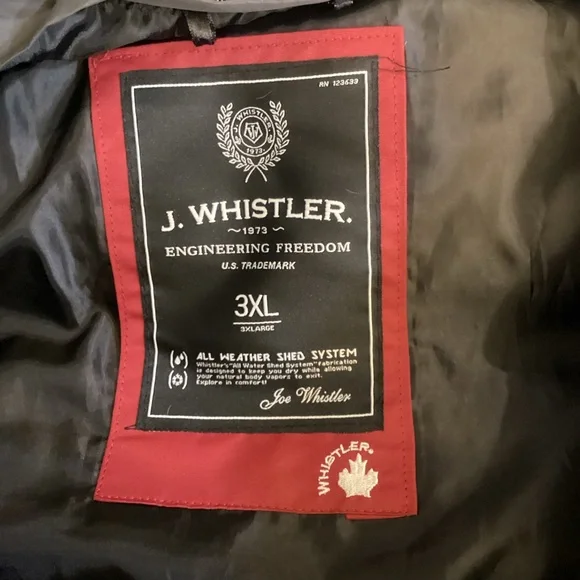 RN 123633
J. WHISTLER.
1973.
J. WHISTLER.
~1973~
ENGINEERING FREEDOM
U.S. TRADEMARK
3XL
3XLARGE
ALL WEATHER SHED SYSTEM
Whistler's"All Water Shed System"fabrication
is designed to keep you dry while allowing
your natural body vapors to exit.
Explore in comfort!
Joe Whistler
WHISTLER.